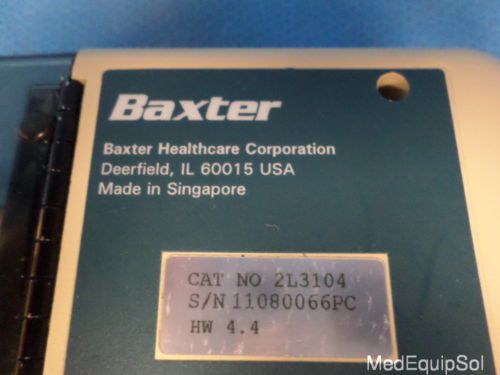 Baxter
Baxter Healthcare Corporation
Deerfield, IL 60015 USA
Made in Singapore
CAT NO 2L3104
S/N 11080066PC
HW 4.4
MedEquipSol